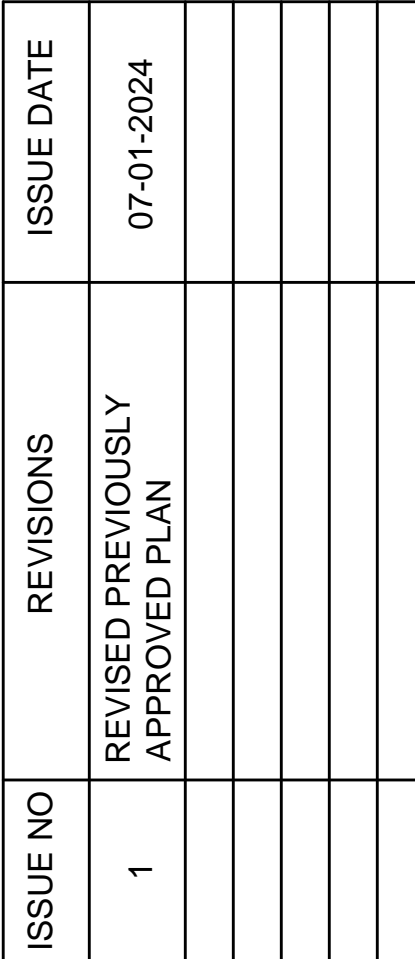 ISSUE NO
REVISIONS
ISSUE DATE
1
REVISED PREVIOUSLY
APPROVED PLAN
07-01-2024